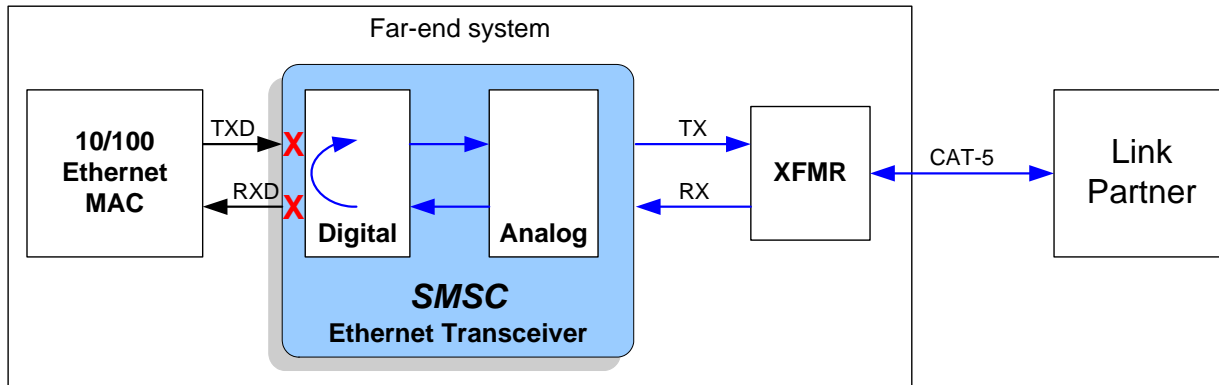 Far-end system
10/100
Ethernet
MAC
TXD
RXD
X
X
Digital
Analog
SMSC
Ethernet Transceiver
TX
RX
XFMR
CAT-5
Link
Partner